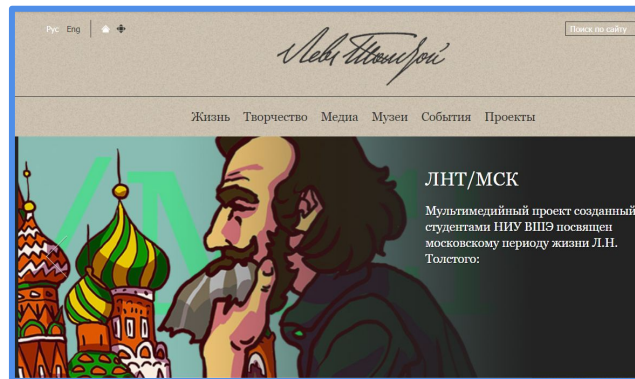 Рус Eng
Поиск по сайту
Левъ Толстой
Жизнь Творчество Медиа Музеи События Проекты
ЛНТ/МСК
Мультимедийный проект созданный
студентами НИУ ВШЭ посвящен
московскому периоду жизни Л.Н.
Толстого: